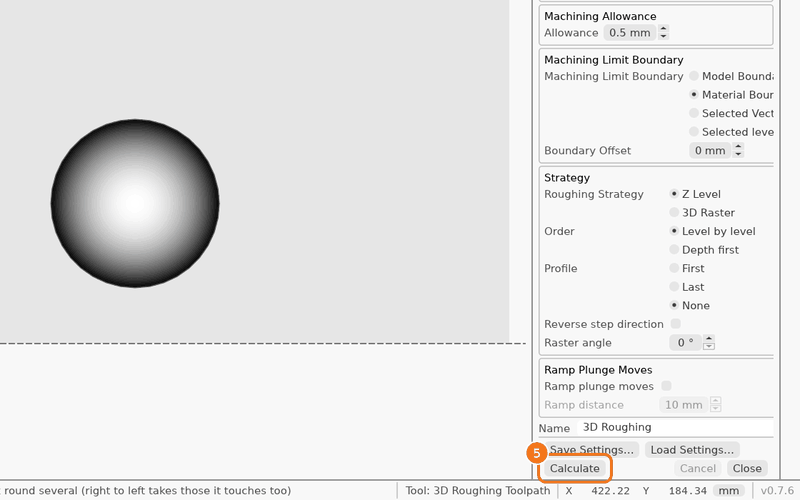 Machining Allowance
Allowance 0.5 mm
Machining Limit Boundary
Machining Limit Boundary Model Bounda
Material Boun
Selected Vect
Selected leve
Boundary Offset 0 mm
Strategy
Roughing Strategy Z Level
3D Raster
Order Level by level
Depth first
Profile First
Last
None
Reverse step direction
Raster angle 0 °
Ramp Plunge Moves
Ramp plunge moves
Ramp distance 10 mm
Name 3D Roughing
5 Save Settings... Load Settings...
Calculate Cancel Close
round several (right to left takes those it touches too) Tool: 3D Roughing Toolpath X 422.22 Y 184.34 mm v0.7.6